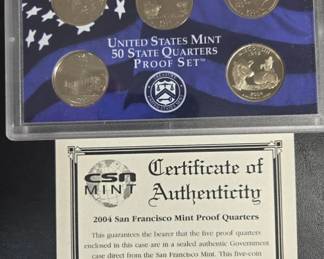 UNITED STATES MINT
50 STATE QUARTERS
PROOF SET™
CSN
MINT
Certificate of
Authenticity
2004 San Francisco Mint Proof Quarters
This guarantees the bearer that the five proof quarters
enclosed in this case are in a sealed authentic Government
case direct from the San Francisco Mint. This five-coin